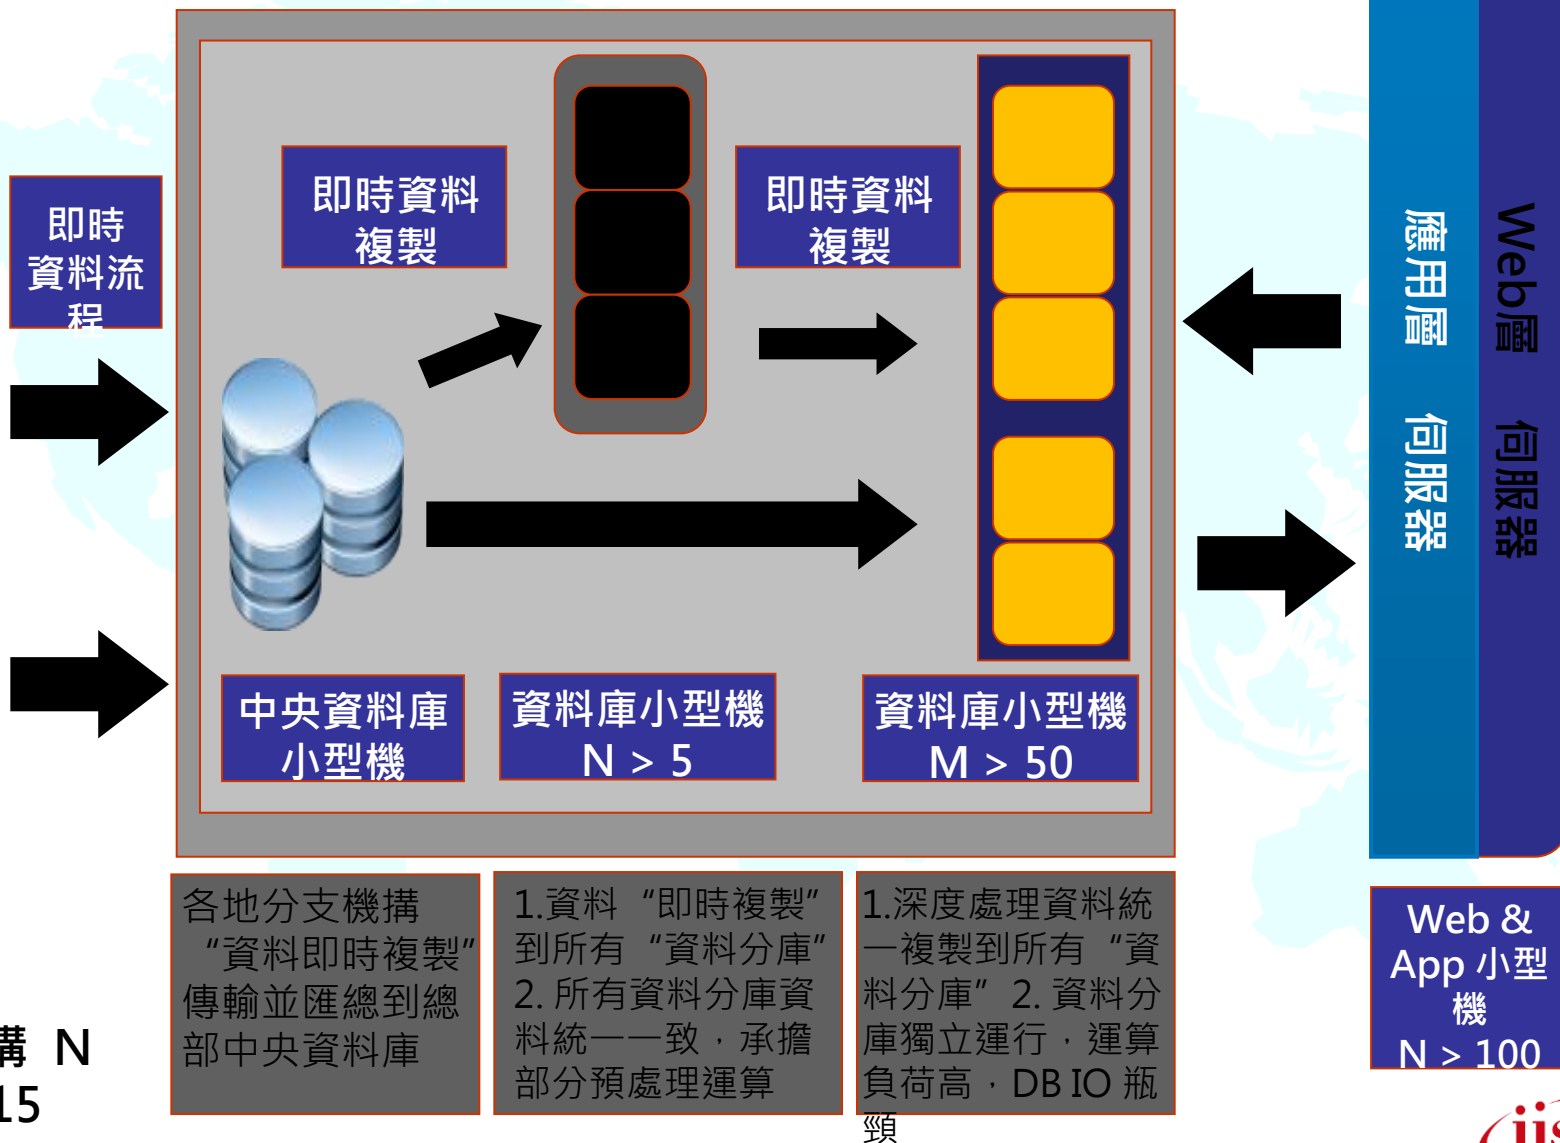 即時
資料流
程
即時資料
複製
即時資料
複製
應用層 伺服器
Web層 伺服器
中央資料庫
小型機
資料庫小型機
N > 5
資料庫小型機
M > 50
各地分支機搆
“資料即時複製”
傳輸並匯總到總
部中央資料庫
1.資料“即時複製”
到所有“資料分庫”
2. 所有資料分庫資
料統一一致，承擔
部分預處理運算
1.深度處理資料統
一複製到所有“資
料分庫” 2. 資料分
庫獨立運行，運算
負荷高，DB IO 瓶
頸
Web &
App 小型
機
N > 100
構 N
15
iis